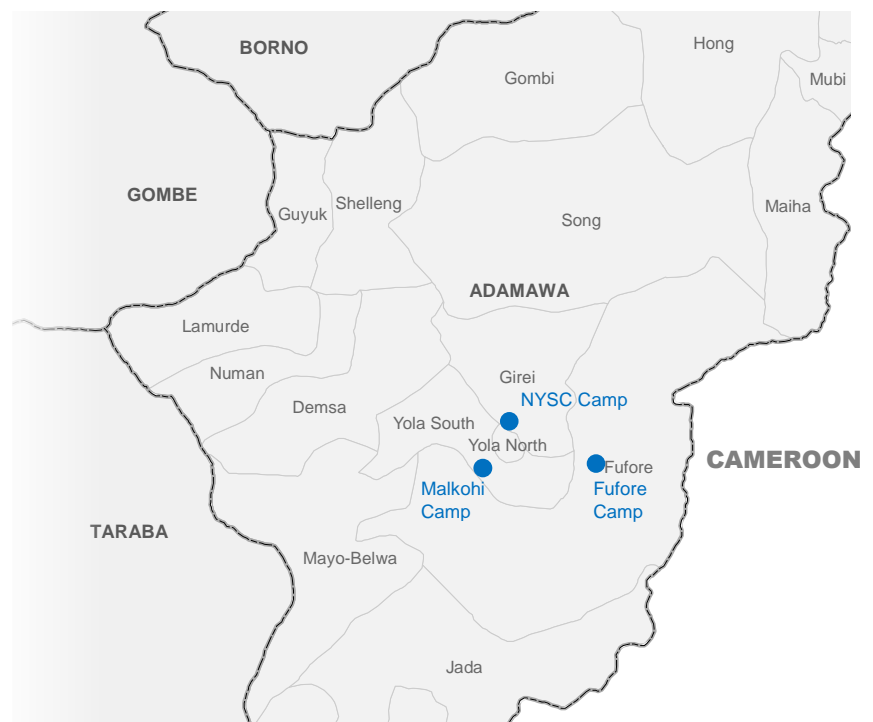 BORNO
Hong
Gombi
Mubi
GOMBE
Shelleng
Guyuk
Maiha
Song
ADAMAWA
Lamurde
Numan
Girei
Demsa
NYSC Camp
Yola South
Yola North
CAMEROON
Fufore
Malkohi
Camp
Fufore
Camp
TARABA
Mayo-Belwa
Jada